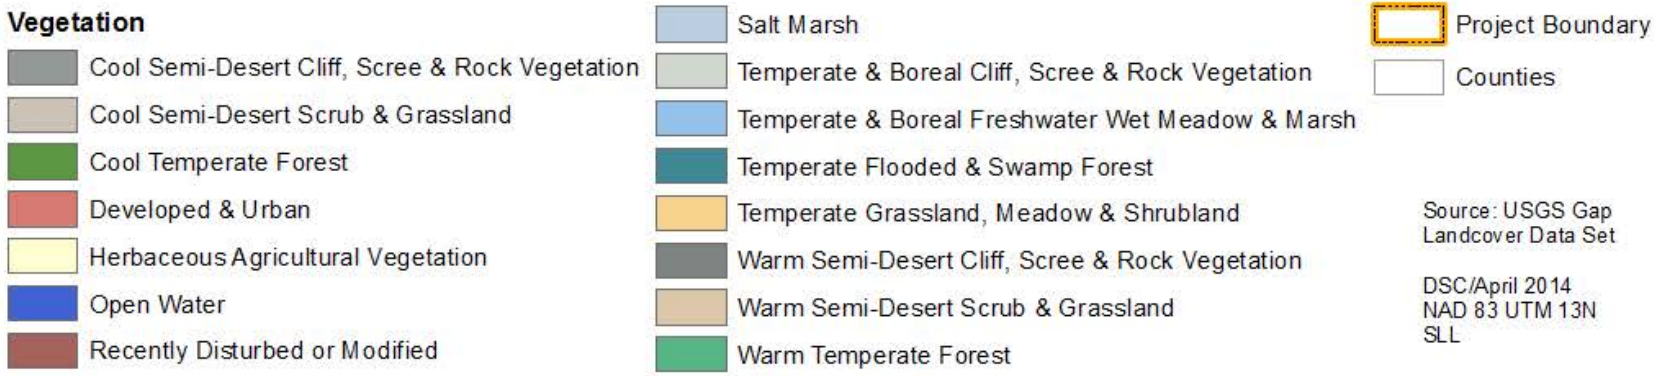 Vegetation
Cool Semi-Desert Cliff, Scree & Rock Vegetation
Cool Semi-Desert Scrub & Grassland
Cool Temperate Forest
Developed & Urban
Herbaceous Agricultural Vegetation
Open Water
Recently Disturbed or Modified
Salt Marsh
Temperate & Boreal Cliff, Scree & Rock Vegetation
Temperate & Boreal Freshwater Wet Meadow & Marsh
Temperate Flooded & Swamp Forest
Temperate Grassland, Meadow & Shrubland
Warm Semi-Desert Cliff, Scree & Rock Vegetation
Warm Semi-Desert Scrub & Grassland
Warm Temperate Forest
Project Boundary
Counties
Source: USGS Gap
Landcover Data Set
DSC/April 2014
NAD 83 UTM 13N
SLL